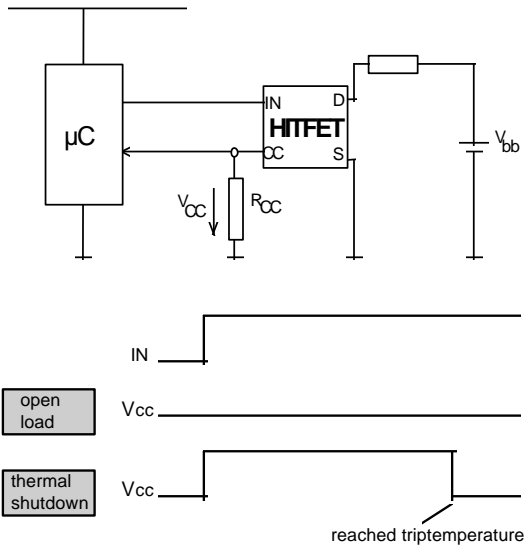 µC
IN
D
HITFET
CC
S
V
bb
V
CC
R
CC
IN
open
load
Vcc
thermal
shutdown
Vcc
reached triptemperature